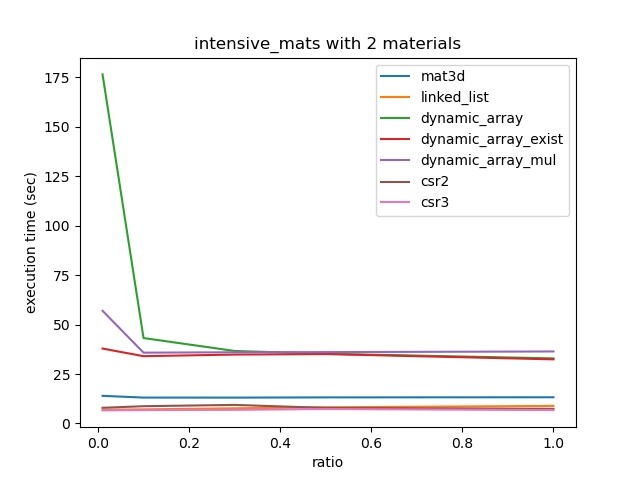 intensive_mats with 2 materials
execution time (sec)
175
150
125
100
75
50
25
0
mat3d
linked_list
dynamic_array
dynamic_array_exist
dynamic_array_mul
csr2
csr3
0.0 0.2 0.4 0.6 0.8 1.0
ratio